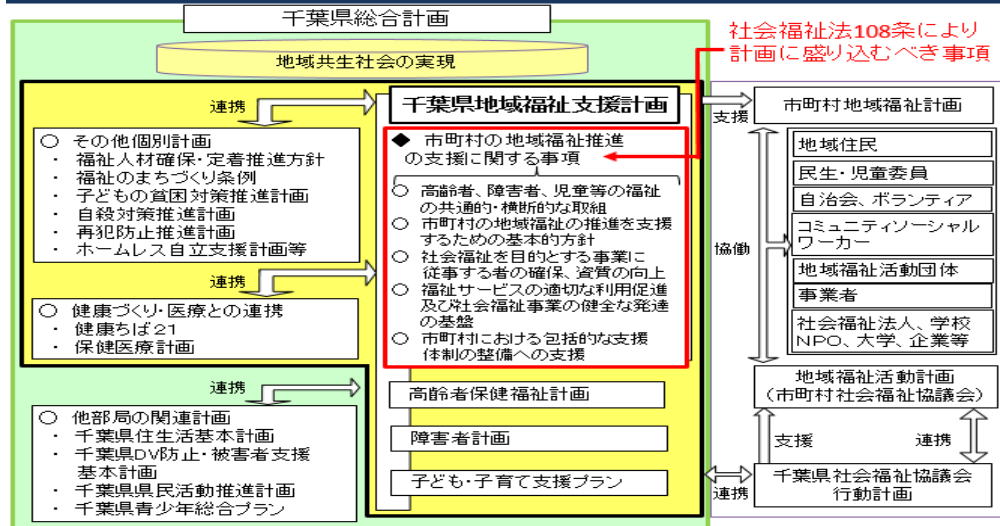 千葉県総合計画
地域共生社会の実現
社会福祉法108条により
計画に盛り込むべき事項
連携
千葉県地域福祉支援計画
○ その他個別計画
・ 福祉人材確保・定着推進方針
・ 福祉のまちづくり条例
・ 子どもの貧困対策推進計画
・ 自殺対策推進計画
・ 再犯防止推進計画
・ ホームレス自立支援計画等
連携
○ 健康づくり・医療との連携
・ 健康ちば21
・ 保健医療計画
連携
○ 他部局の関連計画
・ 千葉県住生活基本計画
・ 千葉県DV防止・被害者支援
基本計画
・ 千葉県県民活動推進計画
・ 千葉県青少年総合プラン
◆ 市町村の地域福祉推進
の支援に関する事項
○ 高齢者、障害者、児童等の福祉
の共通的・横断的な取組
○ 市町村の地域福祉の推進を支援
するための基本的方針
○ 社会福祉を目的とする事業に
従事する者の確保、資質の向上
○ 福祉サービスの適切な利用促進
及び社会福祉事業の健全な発達
の基盤
○ 市町村における包括的な支援
体制の整備への支援
高齢者保健福祉計画
障害者計画
子ども・子育て支援プラン
支援
市町村地域福祉計画
協働
地域住民
民生・児童委員
自治会、ボランティア
コミュニティソーシャル
ワーカー
地域福祉活動団体
事業者
社会福祉法人、学校
NPO、大学、企業等
地域福祉活動計画
(市町村社会福祉協議会)
支援
連携
連携
千葉県社会福祉協議会
行動計画